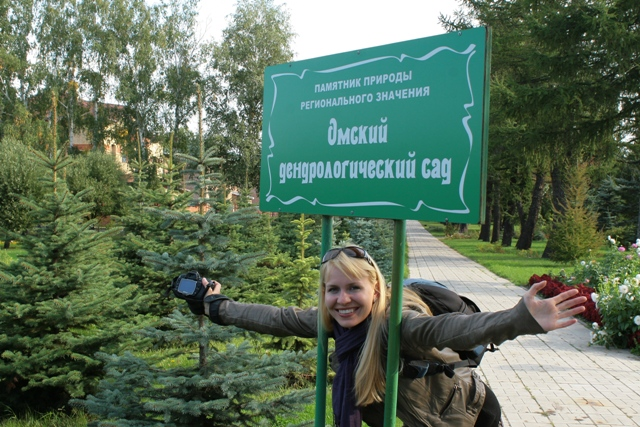 ПАМЯТНИК ПРИРОДЫ
РЕГИОНАЛЬНОГО ЗНАЧЕНИЯ
Омский
дендрологический сад